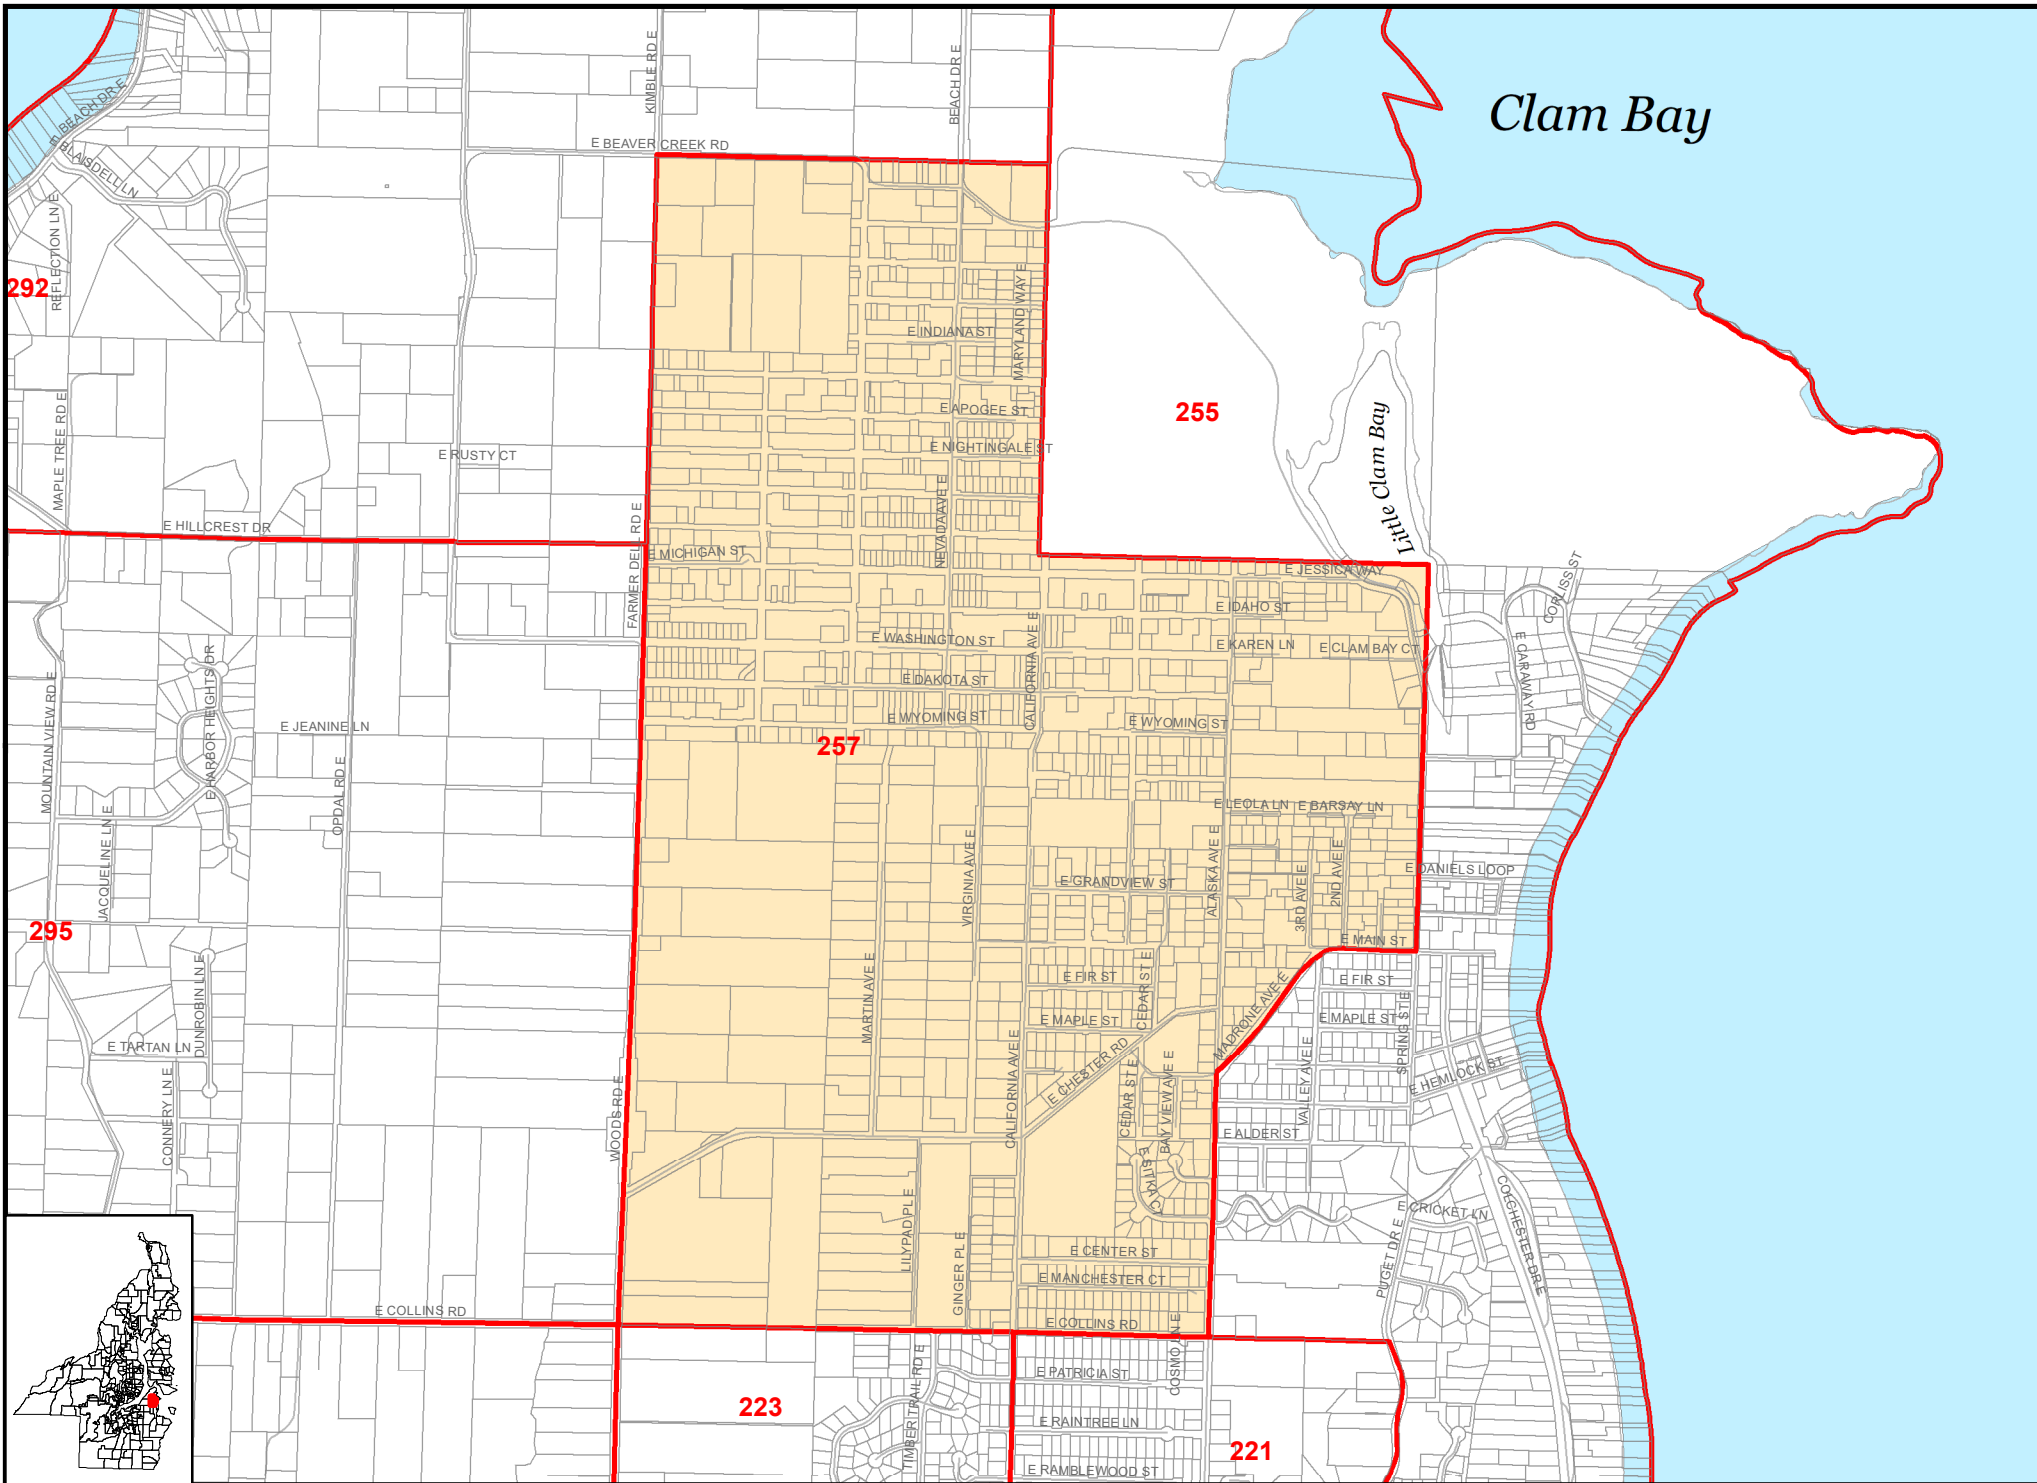 Clam Bay
KIMBLE RD E
BEACH DR E
E BEACH DR E
E BLAISDELL LN
E BEAVER CREEK RD
REFLECTION LN E
292
E INDIANA ST
MARYLAND WAY E
MAPLE TREE RD E
E APOGEE ST
255
Little Clam Bay
E RUSTY CT
E NIGHTINGALE ST
NEVADA AVE E
E HILLCREST DR
FARMER DELL RD E
E MICHIGAN ST
E JESSICA WAY
CORLISS ST
E IDAHO ST
E WASHINGTON ST
CALIFORNIA AVE E
E KAREN LN
E CLAM BAY CT
E CARAWAY RD
E HARBOR HEIGHTS DR
MOUNTAIN VIEW RD E
E DAKOTA ST
E JEANINE LN
E WYOMING ST
E WYOMING ST
257
OPDAL RD E
E LEOLA LN
E BARSAY LN
JACQUELINE LN E
VIRGINIA AVE E
ALASKA AVE E
E GRANDVIEW ST
3RD AVE E
2ND AVE E
E DANIELS LOOP
295
E MAIN ST
DUNROBIN LN E
MARTIN AVE E
E FIR ST
CEDAR ST E
E FIR ST
E MAPLE ST
MADRONE AVE E
E MAPLE ST
SPRING ST E
E TARTAN LN
CONNERY LN E
WOODS RD E
CALIFORNIA AVE E
E CHESTER RD
CEDAR ST E
BAY VIEW AVE E
VALLEY AVE E
E HEMLOCK ST
E ALDER ST
E SITKA CT
LILYPAD PL E
GINGER PL E
E CRICKET LN
PUGET DR E
COLCHESTER DR E
E CENTER ST
E MANCHESTER CT
E COLLINS RD
E COLLINS RD
COSMO LN E
E PATRICIA ST
TIMBER TRAIL RD E
223
E RAINTREE LN
221
E RAMBLEWOOD ST